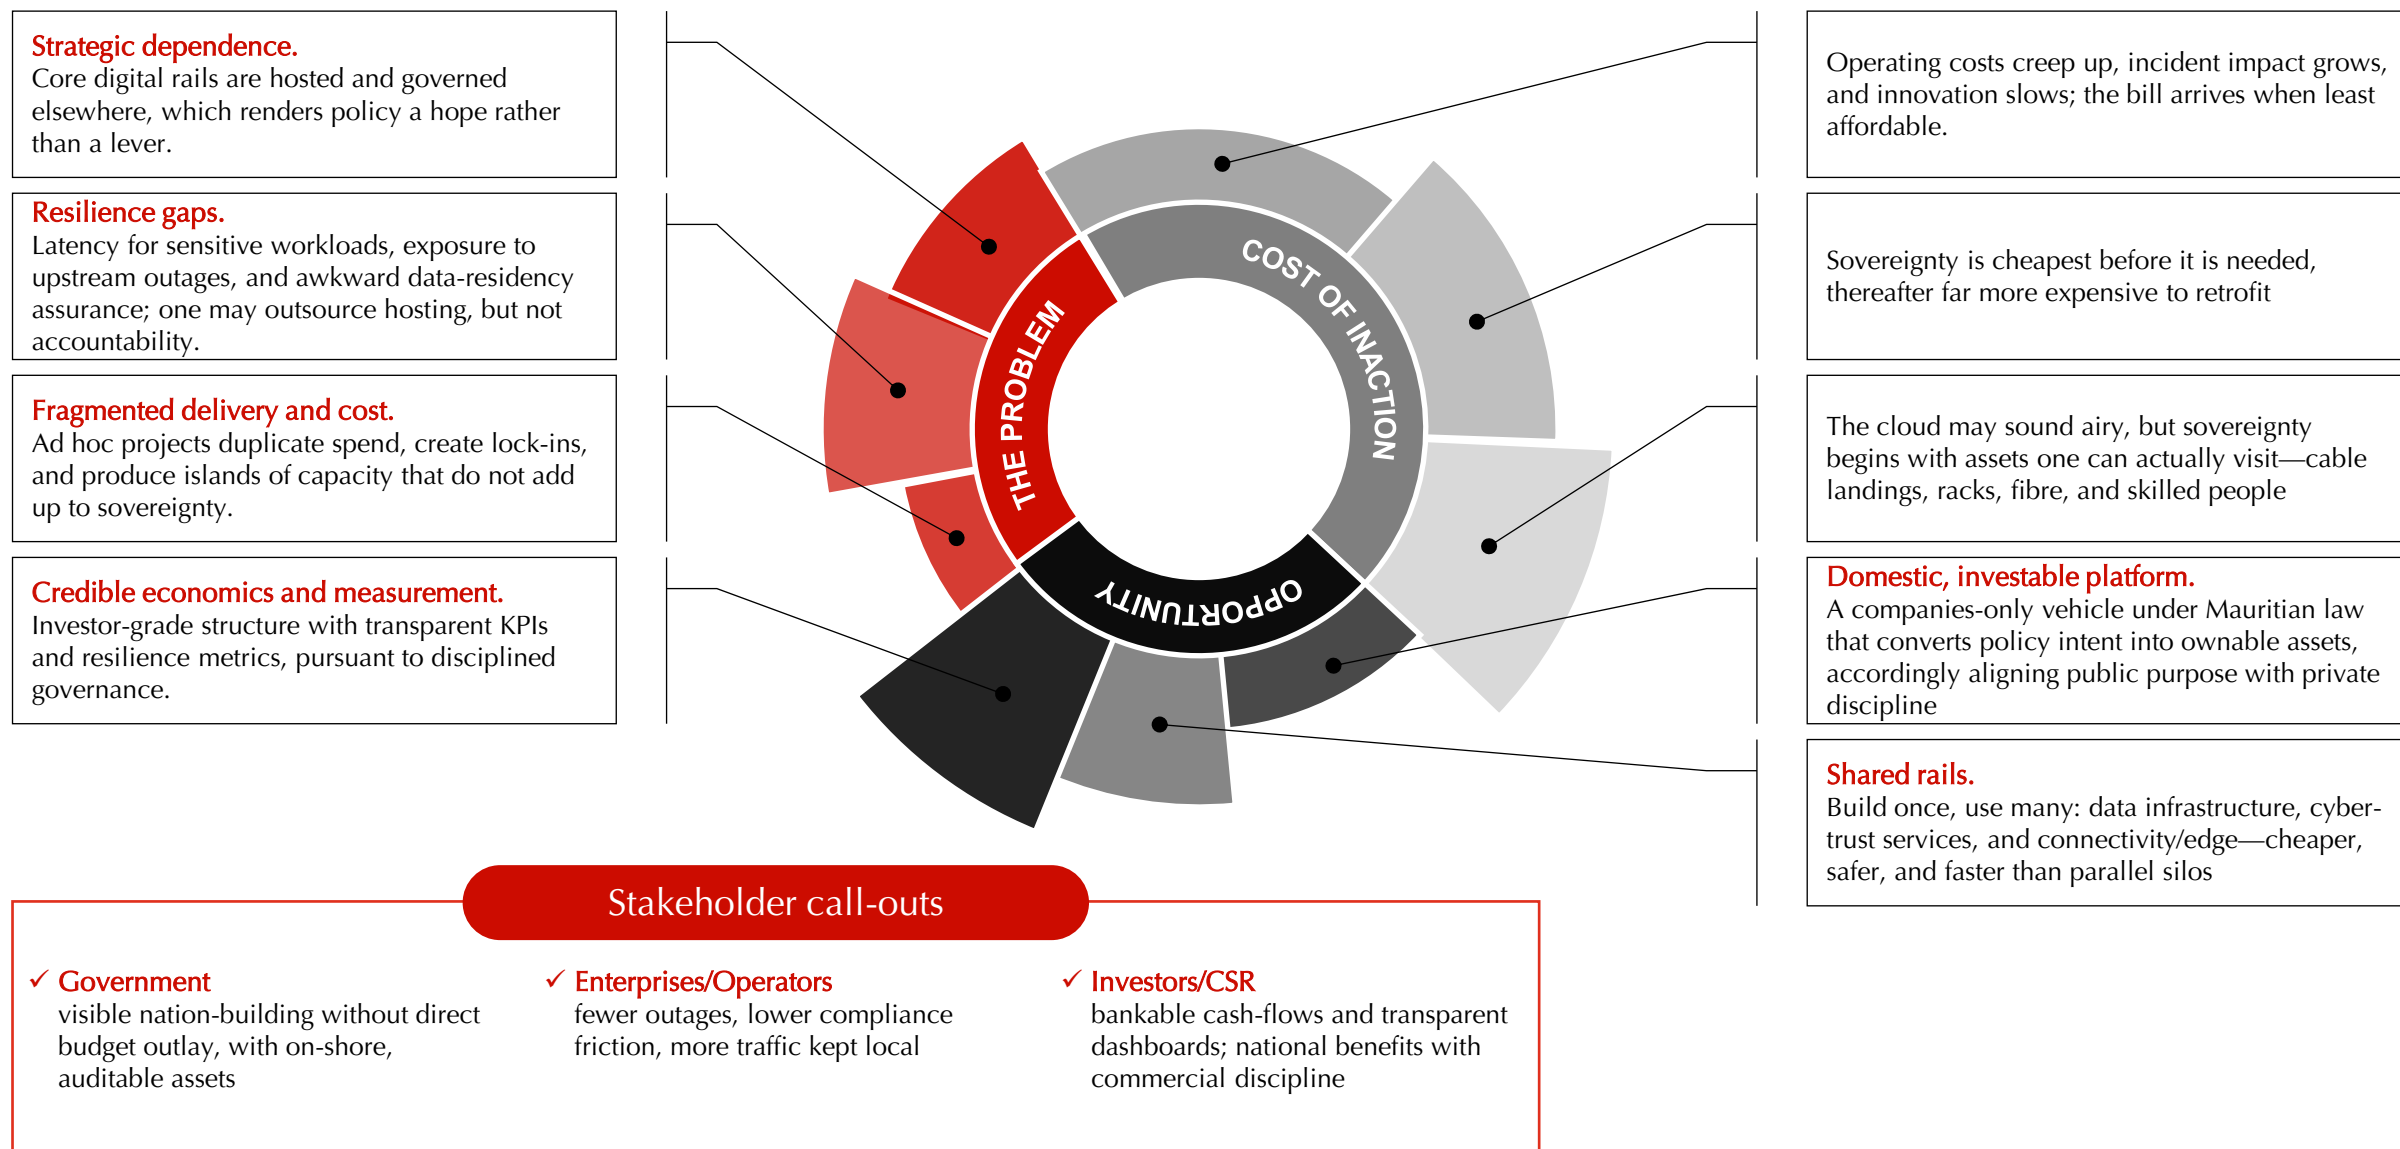 Strategic dependence.
Core digital rails are hosted and governed
elsewhere, which renders policy a hope rather
than a lever.
Resilience gaps.
Latency for sensitive workloads, exposure to
upstream outages, and awkward data-residency
assurance; one may outsource hosting, but not
accountability.
Fragmented delivery and cost.
Ad hoc projects duplicate spend, create lock-ins,
and produce islands of capacity that do not add
up to sovereignty.
Credible economics and measurement.
Investor-grade structure with transparent KPIs
and resilience metrics, pursuant to disciplined
governance.
THE PROBLEM
COST OF INACTION
OPPORTUNITY
Operating costs creep up, incident impact grows,
and innovation slows; the bill arrives when least
affordable.
Sovereignty is cheapest before it is needed,
thereafter far more expensive to retrofit
The cloud may sound airy, but sovereignty
begins with assets one can actually visit—cable
landings, racks, fibre, and skilled people
Domestic, investable platform.
A companies-only vehicle under Mauritian law
that converts policy intent into ownable assets,
accordingly aligning public purpose with private
discipline
Shared rails.
Build once, use many: data infrastructure, cyber-
trust services, and connectivity/edge—cheaper,
safer, and faster than parallel silos
Stakeholder call-outs
✓ Government
visible nation-building without direct
budget outlay, with on-shore,
auditable assets
✓ Enterprises/Operators
fewer outages, lower compliance
friction, more traffic kept local
✓ Investors/CSR
bankable cash-flows and transparent
dashboards; national benefits with
commercial discipline